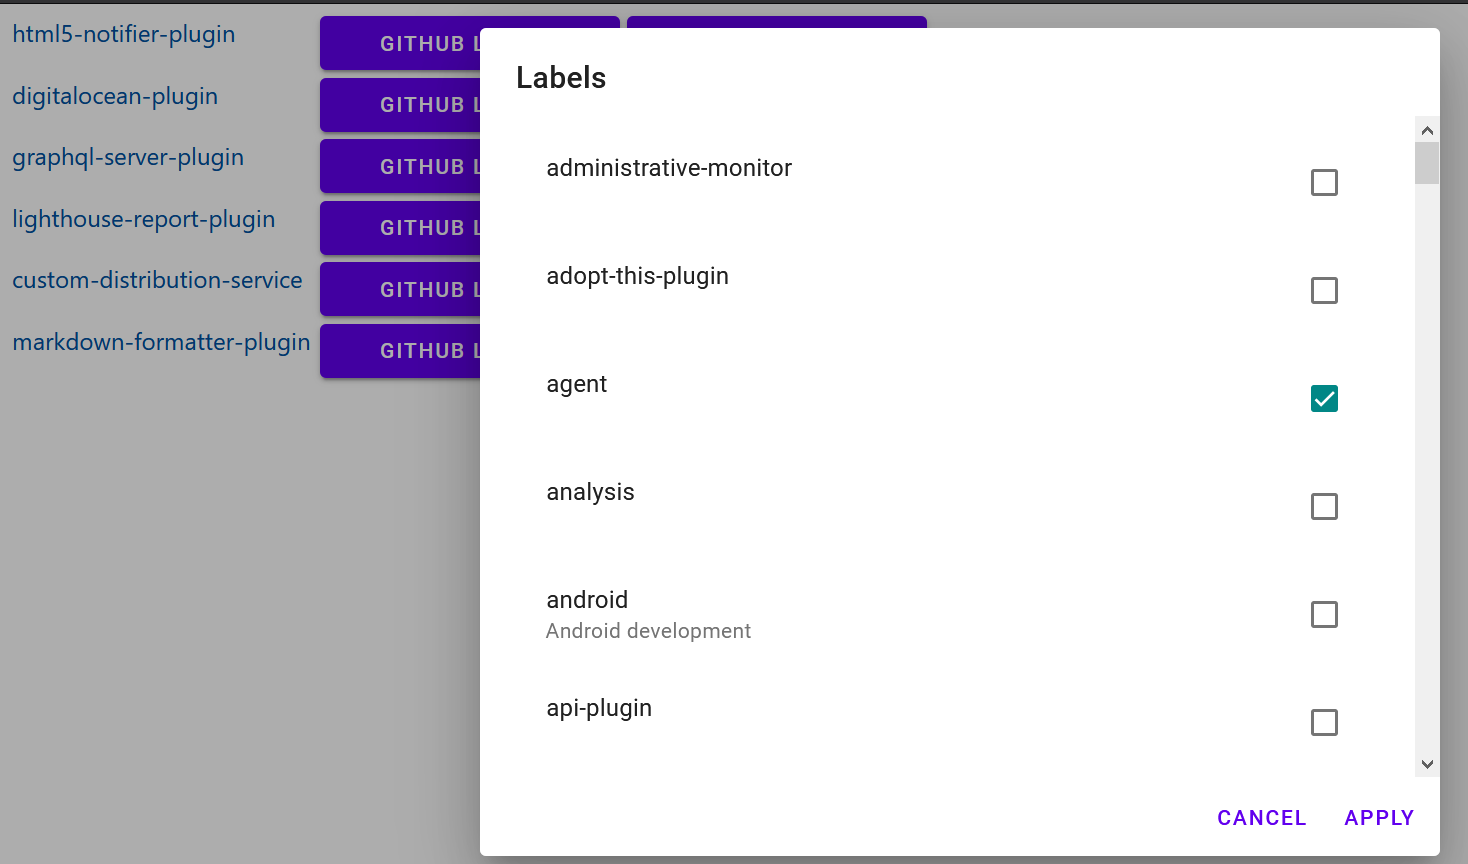 html5-notifier-plugin
GITHUB
digitalocean-plugin
GITHUB
graphql-server-plugin
GITHUB
lighthouse-report-plugin
GITHUB
custom-distribution-service
GITHUB
markdown-formatter-plugin
GITHUB
Labels
administrative-monitor
adopt-this-plugin
agent
analysis
android
Android development
api-plugin
CANCEL APPLY